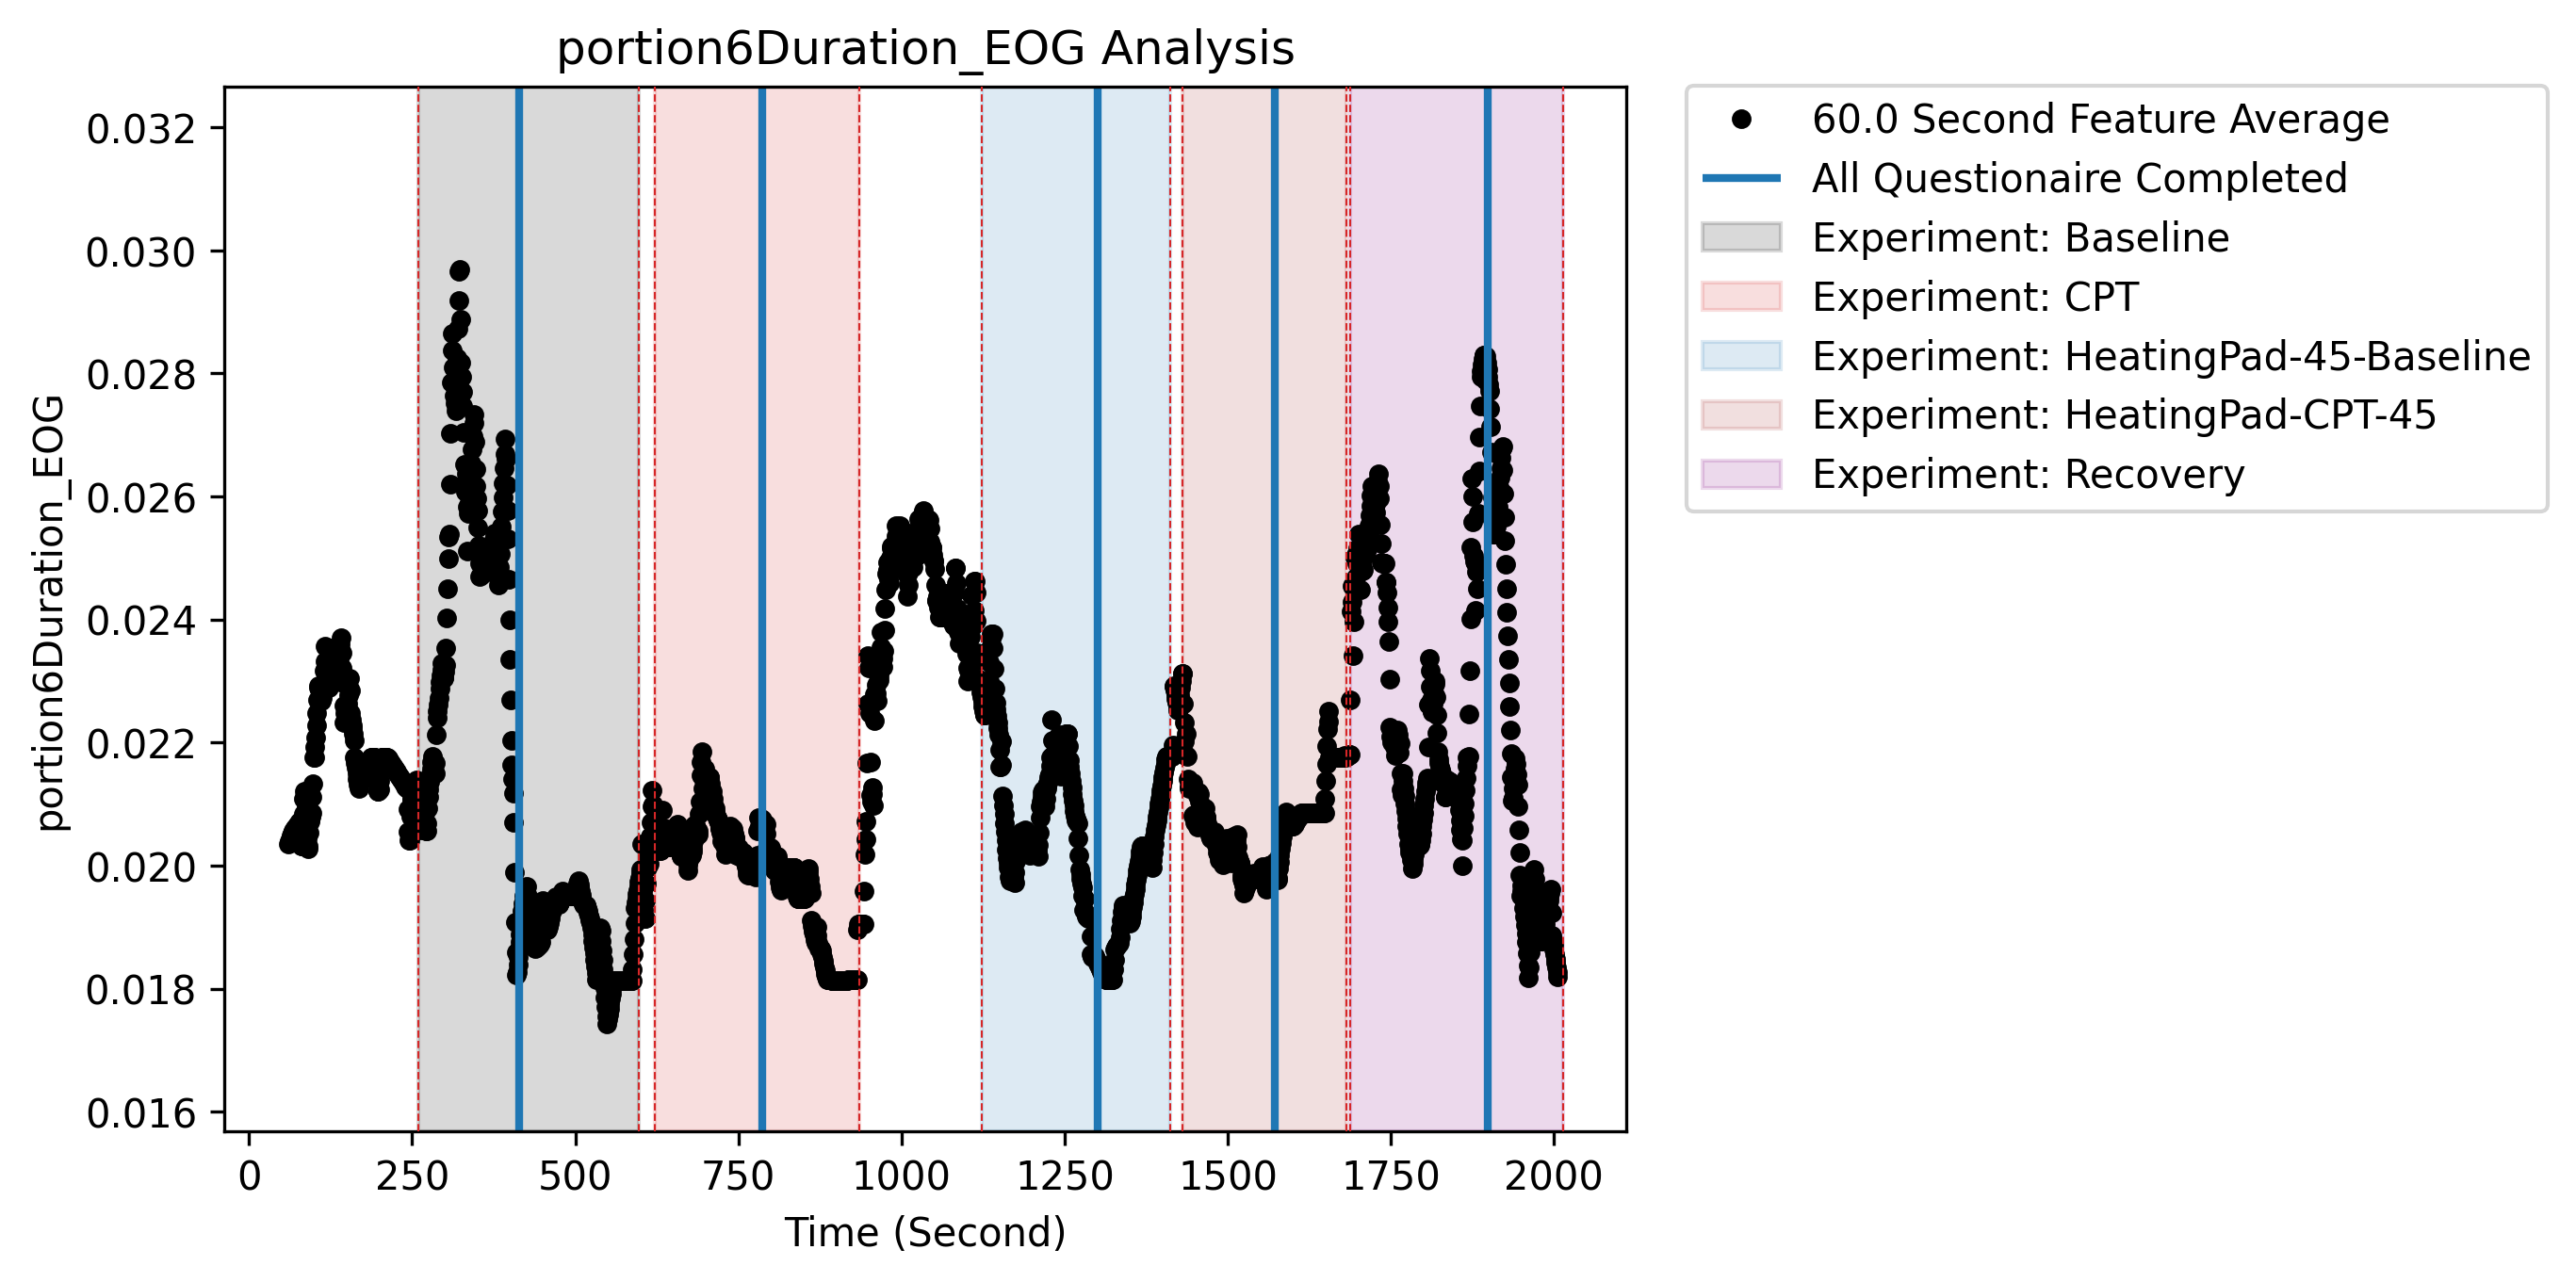 portion6Duration_EOG Analysis
portion6Duration_EOG
0.032
0.030
0.028
0.026
0.024
0.022
0.020
0.018
0.016
0
250
500
750
1000
1250
1500
1750
2000
Time (Second)
60.0 Second Feature Average
All Questionaire Completed
Experiment: Baseline
Experiment: CPT
Experiment: HeatingPad-45-Baseline
Experiment: HeatingPad-CPT-45
Experiment: Recovery